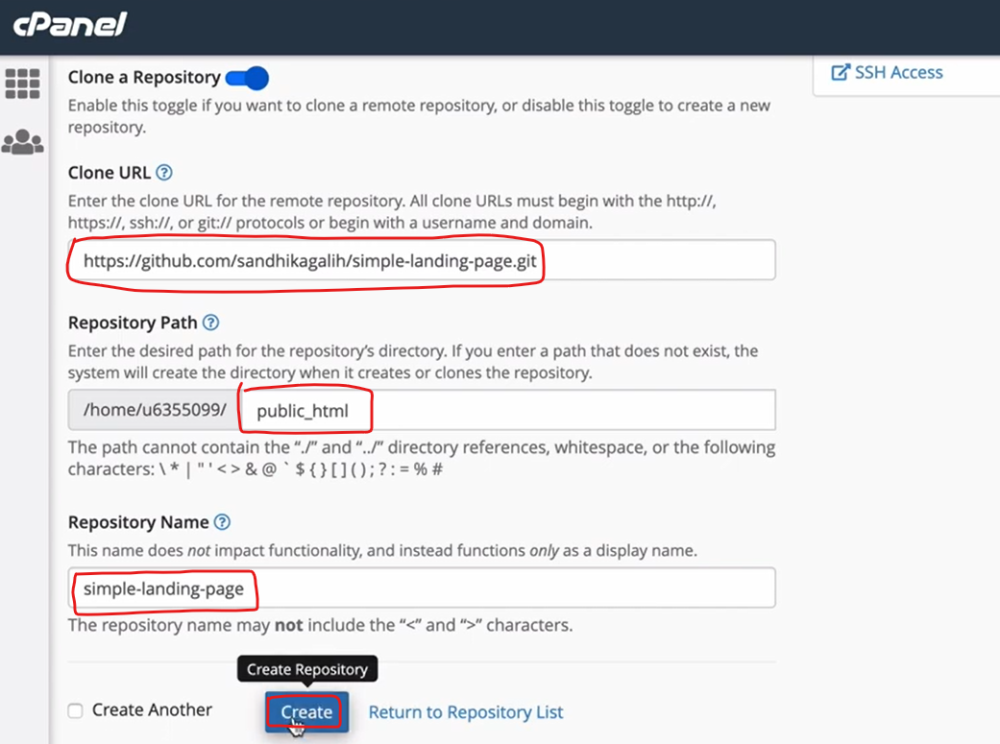 cPanel
Clone a Repository
SSH Access
Enable this toggle if you want to clone a remote repository, or disable this toggle to create a new
repository.
Clone URL ?
Enter the clone URL for the remote repository. All clone URLs must begin with the http://,
https://, ssh://, or git:// protocols or begin with a username and domain.
https://github.com/sandhikagalih/simple-landing-page.git
Repository Path ?
Enter the desired path for the repository's directory. If you enter a path that does not exist, the
system will create the directory when it creates or clones the repository.
/home/u6355099/ public_html
The path cannot contain the “./” and “../” directory references, whitespace, or the following
characters: \ * | " ' < > & @ ` $ { } [ ] ( ) ; ? : = % #
Repository Name ?
This name does not impact functionality, and instead functions only as a display name.
simple-landing-page
The repository name may not include the “<” and “>” characters.
Create Repository
Create Another
Create
Return to Repository List